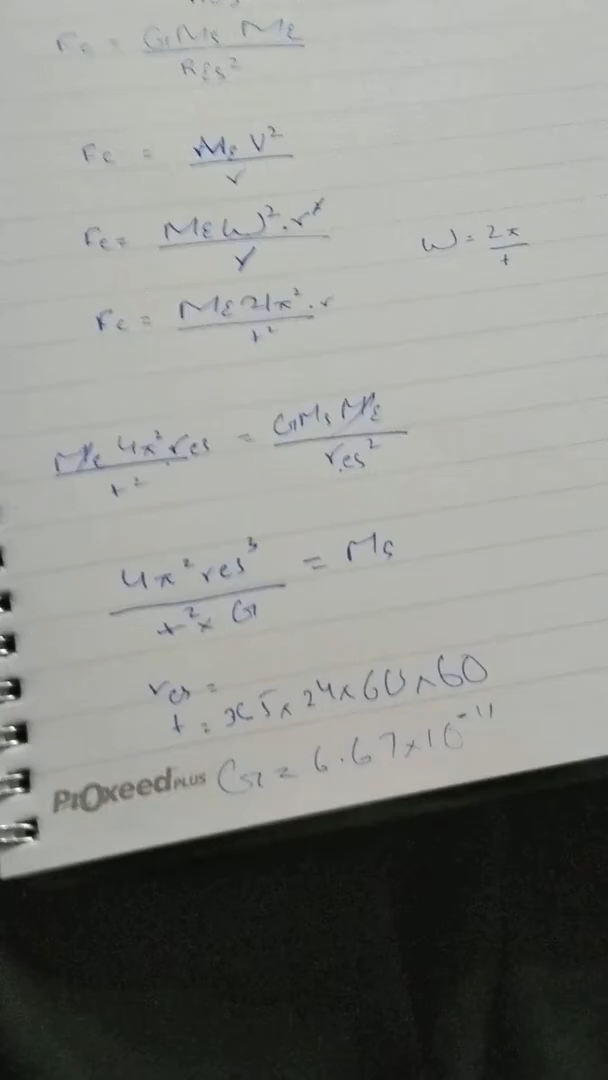 Fc = GMs ME / RES²
Fc = ME V² / r
Fc = ME W² · r² / r
W = 2π / t
Fc = ME 4π² · r / t²
ME 4π² res / t² = GMs ME / res²
4π² res³ / t² × G = Ms
res =
t = 365 × 24 × 60 × 60
G = 6.67 × 10⁻¹¹
PrOxeed PLUS